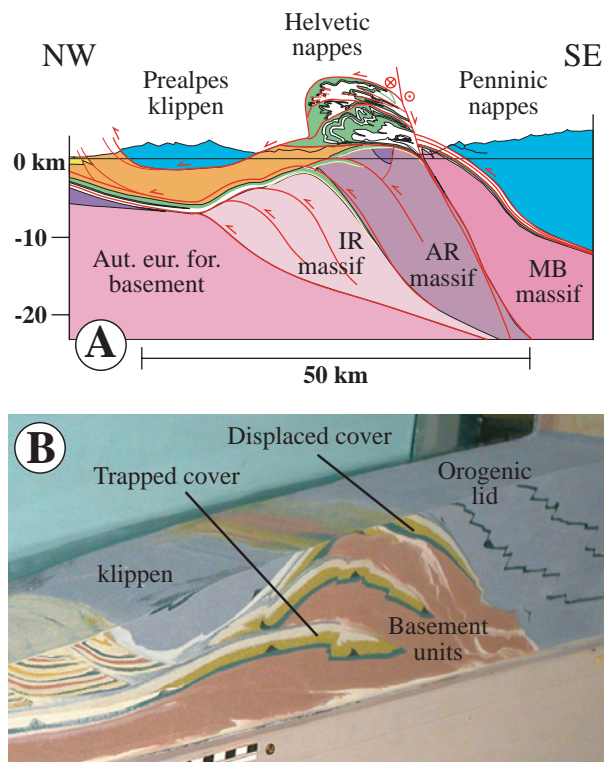 Helvetic
nappes
NW
SE
Prealpes
klippen
Penninic
nappes
0 km
-10
-20
Aut. eur. for.
basement
IR
massif
AR
massif
MB
massif
A
50 km
B
Displaced cover
Trapped cover
Orogenic
lid
klippen
Basement
units